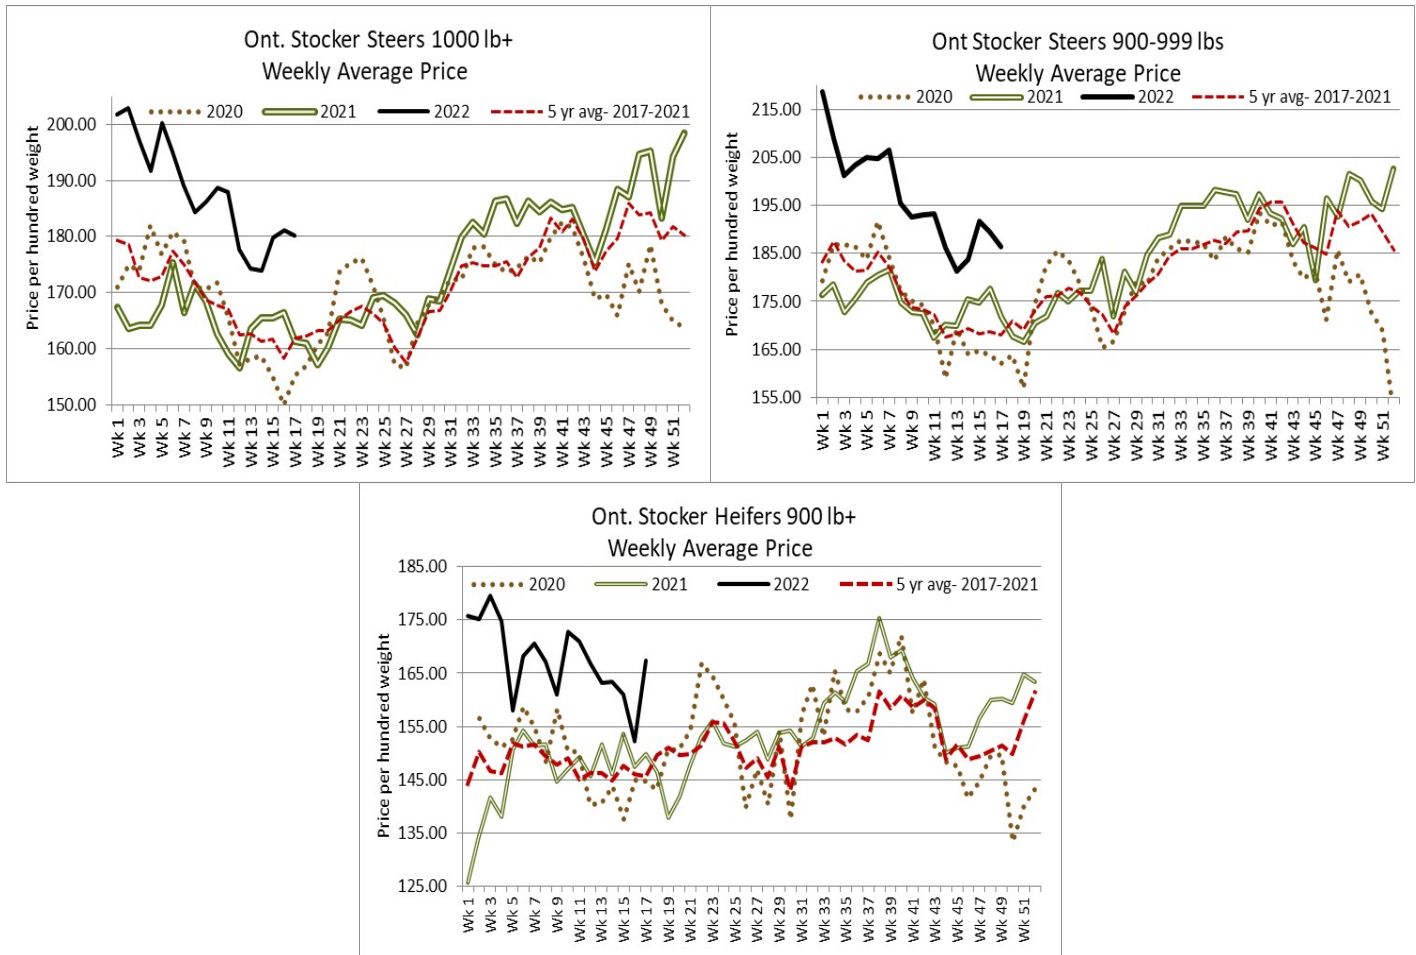 Ont. Stocker Steers 1000 lb+
Weekly Average Price
2020
2021
2022
5 yr avg- 2017-2021
Price per hundred weight
200.00
190.00
180.00
170.00
160.00
150.00
Wk 1
Wk 3
Wk 5
Wk 7
Wk 9
Wk 11
Wk 13
Wk 15
Wk 17
Wk 19
Wk 21
Wk 23
Wk 25
Wk 27
Wk 29
Wk 31
Wk 33
Wk 35
Wk 37
Wk 39
Wk 41
Wk 43
Wk 45
Wk 47
Wk 49
Wk 51
Ont Stocker Steers 900-999 lbs
Weekly Average Price
2020
2021
2022
5 yr avg- 2017-2021
Price per hundred weight
215.00
205.00
195.00
185.00
175.00
165.00
155.00
Wk 1
Wk 3
Wk 5
Wk 7
Wk 9
Wk 11
Wk 13
Wk 15
Wk 17
Wk 19
Wk 21
Wk 23
Wk 25
Wk 27
Wk 29
Wk 31
Wk 33
Wk 35
Wk 37
Wk 39
Wk 41
Wk 43
Wk 45
Wk 47
Wk 49
Wk 51
Ont. Stocker Heifers 900 lb+
Weekly Average Price
2020
2021
2022
5 yr avg- 2017-2021
Price per hundred weight
185.00
175.00
165.00
155.00
145.00
135.00
125.00
Wk 1
Wk 3
Wk 5
Wk 7
Wk 9
Wk 11
Wk 13
Wk 15
Wk 17
Wk 19
Wk 21
Wk 23
Wk 25
Wk 27
Wk 29
Wk 31
Wk 33
Wk 35
Wk 37
Wk 39
Wk 41
Wk 43
Wk 45
Wk 47
Wk 49
Wk 51